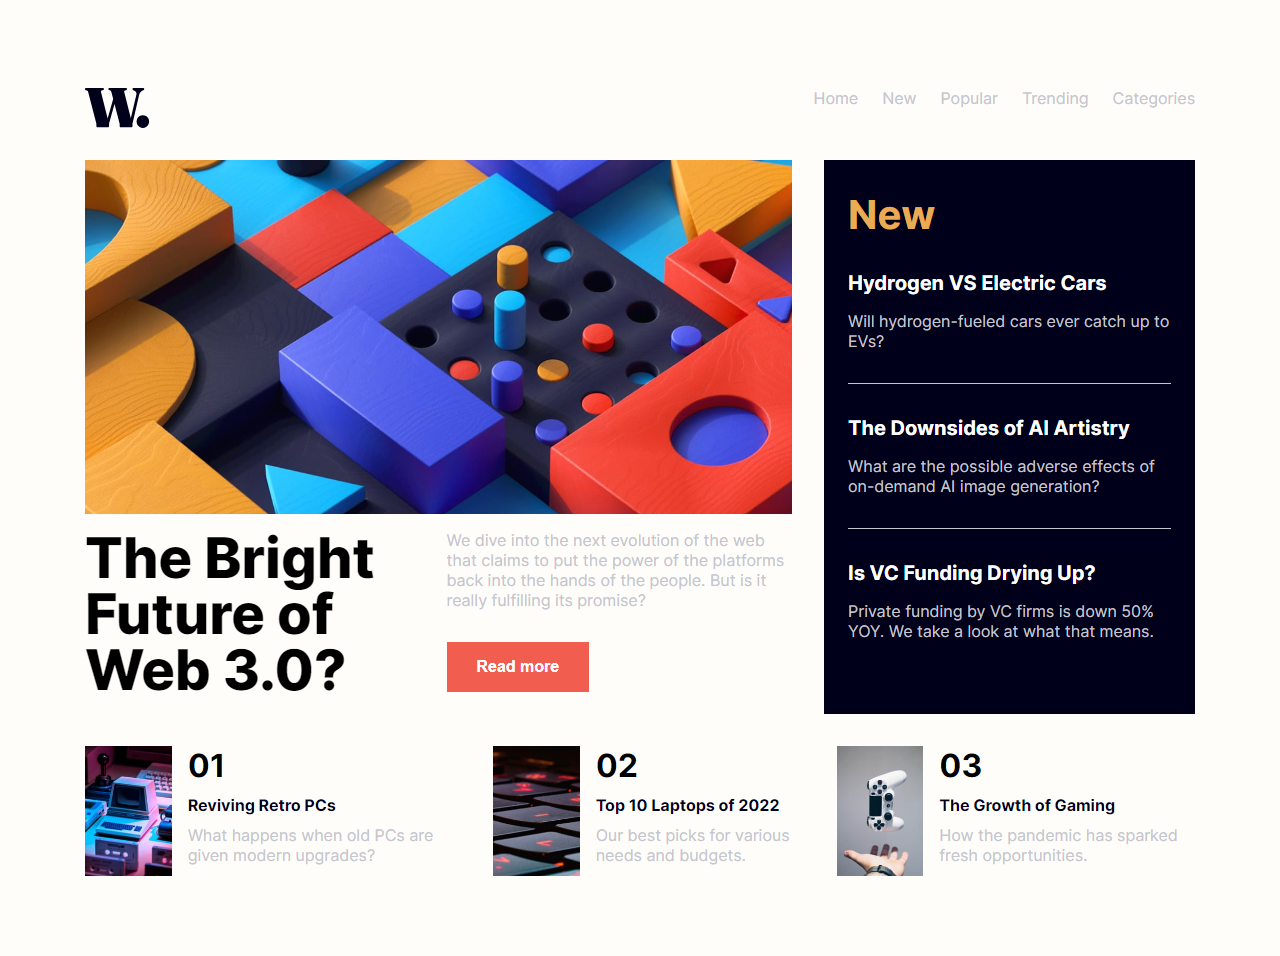 W.
Home New Popular Trending Categories
New
Hydrogen VS Electric Cars
Will hydrogen-fueled cars ever catch up to
EVs?
The Downsides of AI Artistry
What are the possible adverse effects of
on-demand AI image generation?
Is VC Funding Drying Up?
Private funding by VC firms is down 50%
YOY. We take a look at what that means.
The Bright
Future of
Web 3.0?
We dive into the next evolution of the web
that claims to put the power of the platforms
back into the hands of the people. But is it
really fulfilling its promise?
Read more
01
Reviving Retro PCs
What happens when old PCs are
given modern upgrades?
02
Top 10 Laptops of 2022
Our best picks for various
needs and budgets.
03
The Growth of Gaming
How the pandemic has sparked
fresh opportunities.